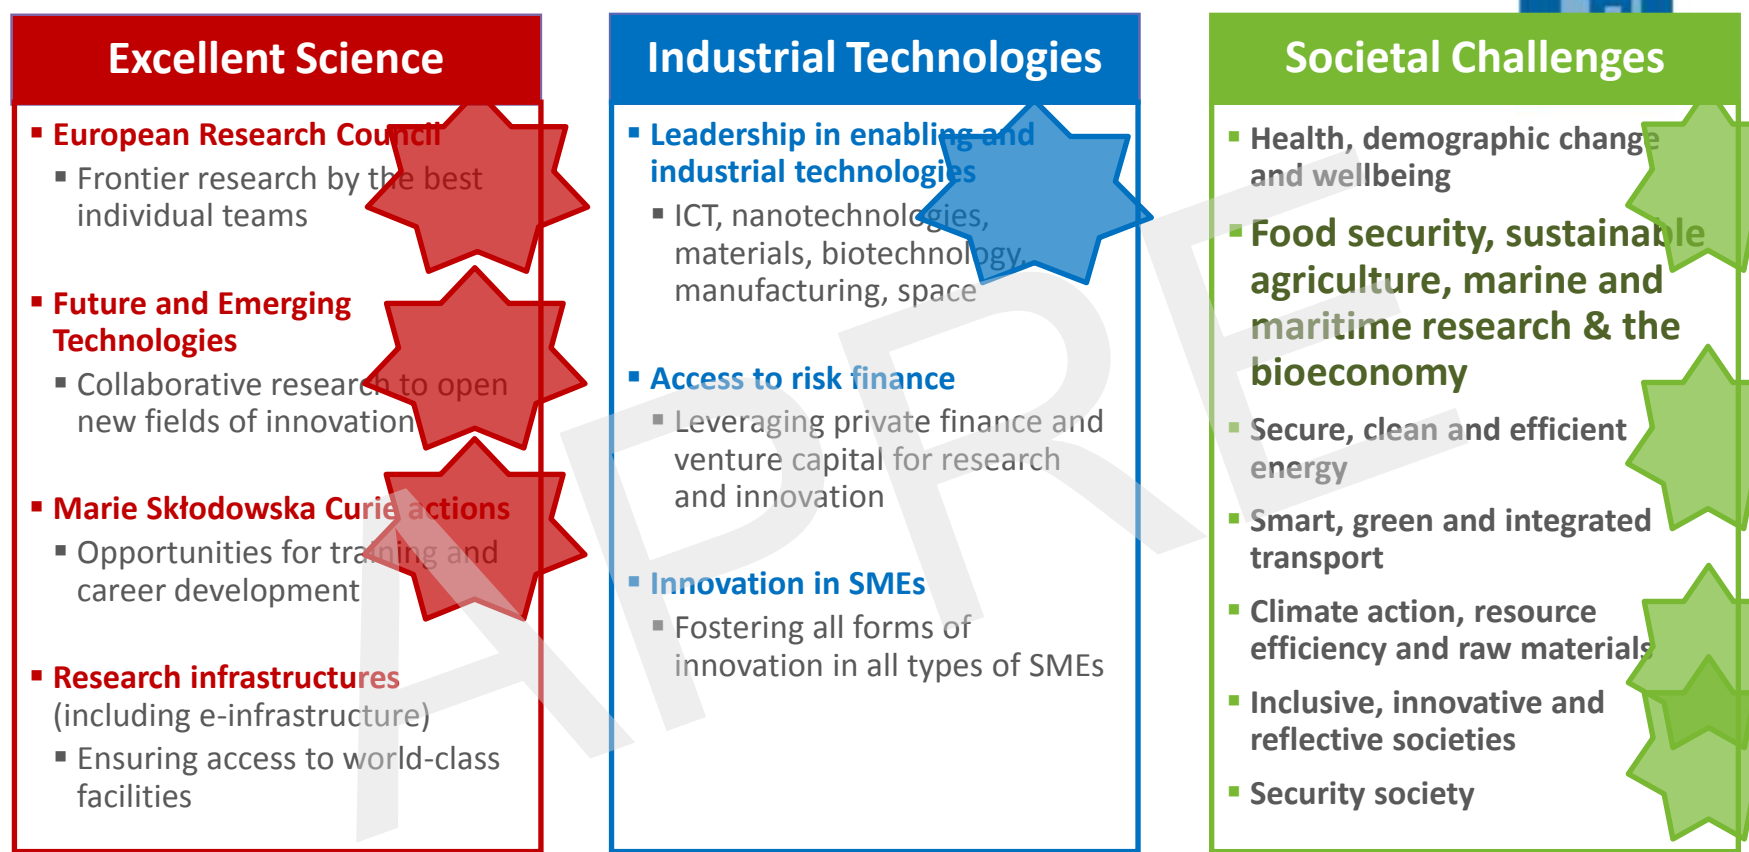 Excellent Science
▪ European Research Council
▪ Frontier research by the best
individual teams
▪ Future and Emerging
Technologies
▪ Collaborative research to open
new fields of innovation
▪ Marie Skłodowska Curie actions
▪ Opportunities for training and
career development
▪ Research infrastructures
(including e-infrastructure)
▪ Ensuring access to world-class
facilities
Industrial Technologies
▪ Leadership in enabling and
industrial technologies
▪ ICT, nanotechnologies,
materials, biotechnology,
manufacturing, space
▪ Access to risk finance
▪ Leveraging private finance and
venture capital for research
and innovation
▪ Innovation in SMEs
▪ Fostering all forms of
innovation in all types of SMEs
Societal Challenges
▪ Health, demographic change
and wellbeing
▪ Food security, sustainable
agriculture, marine and
maritime research & the
bioeconomy
▪ Secure, clean and efficient
energy
▪ Smart, green and integrated
transport
▪ Climate action, resource
efficiency and raw materials
▪ Inclusive, innovative and
reflective societies
▪ Security society
APRE